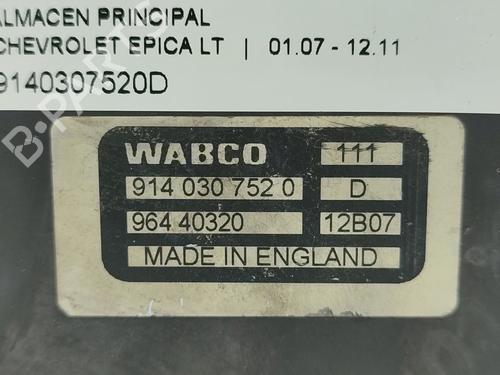 ALMACEN PRINCIPAL
CHEVROLET EPICA LT | 01.07 - 12.11
9140307520D
B-PARTS
WABCO 111
914 030 752 0 D
964 40320 12B07
MADE IN ENGLAND